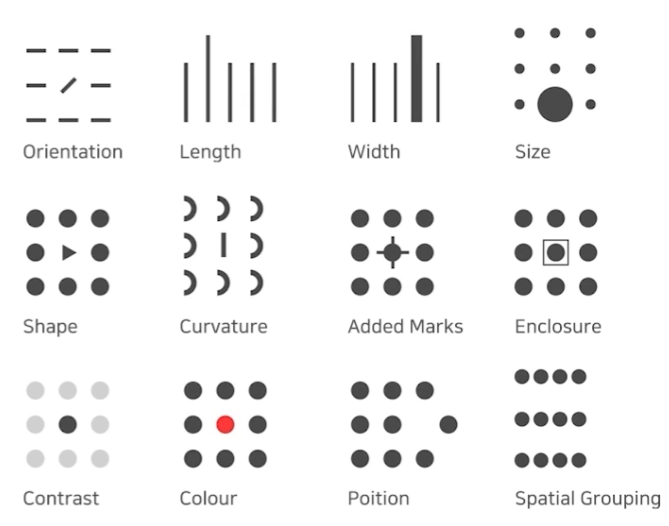 Orientation
Length
Width
Size
Shape
Curvature
Added Marks
Enclosure
Contrast
Colour
Poition
Spatial Grouping